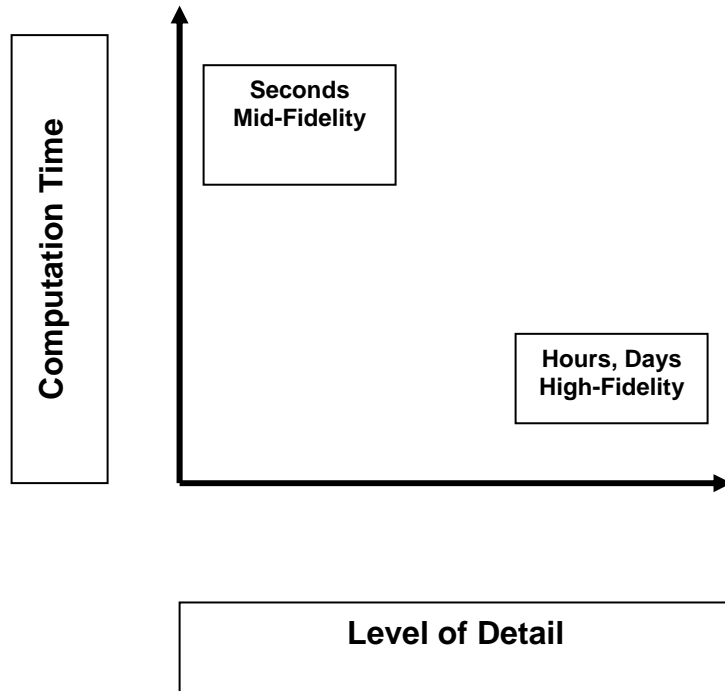 Computation Time
Seconds
Mid-Fidelity
Hours, Days
High-Fidelity
Level of Detail